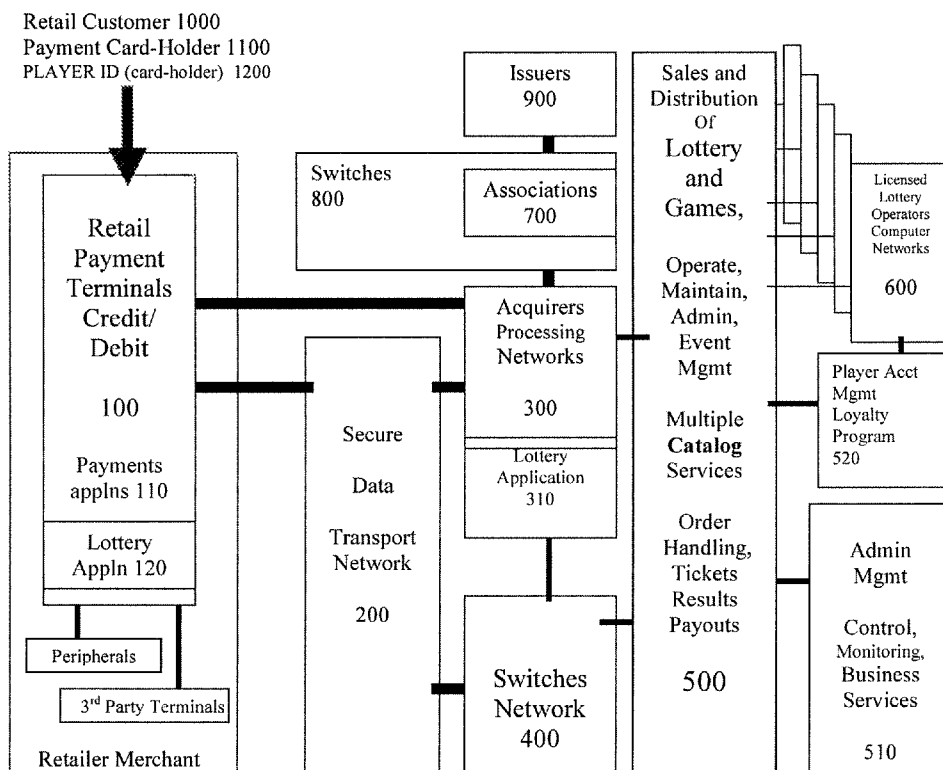 Retail Customer 1000
Payment Card-Holder 1100
PLAYER ID (card-holder) 1200
Retail
Payment
Terminals
Credit/
Debit
100
Payments
applns 110
Lottery
Appln 120
Peripherals
3rd Party Terminals
Retailer Merchant
Issuers
900
Switches
800
Associations
700
Acquirers
Processing
Networks
300
Lottery
Application
310
Secure
Data
Transport
Network
200
Switches
Network
400
Sales and
Distribution
Of
Lottery
and
Games,
Operate,
Maintain,
Admin,
Event
Mgmt
Multiple
Catalog
Services
Order
Handling,
Tickets
Results
Payouts
500
Licensed
Lottery
Operators
Computer
Networks
600
Player Acct
Mgmt
Loyalty
Program
520
Admin
Mgmt
Control,
Monitoring,
Business
Services
510